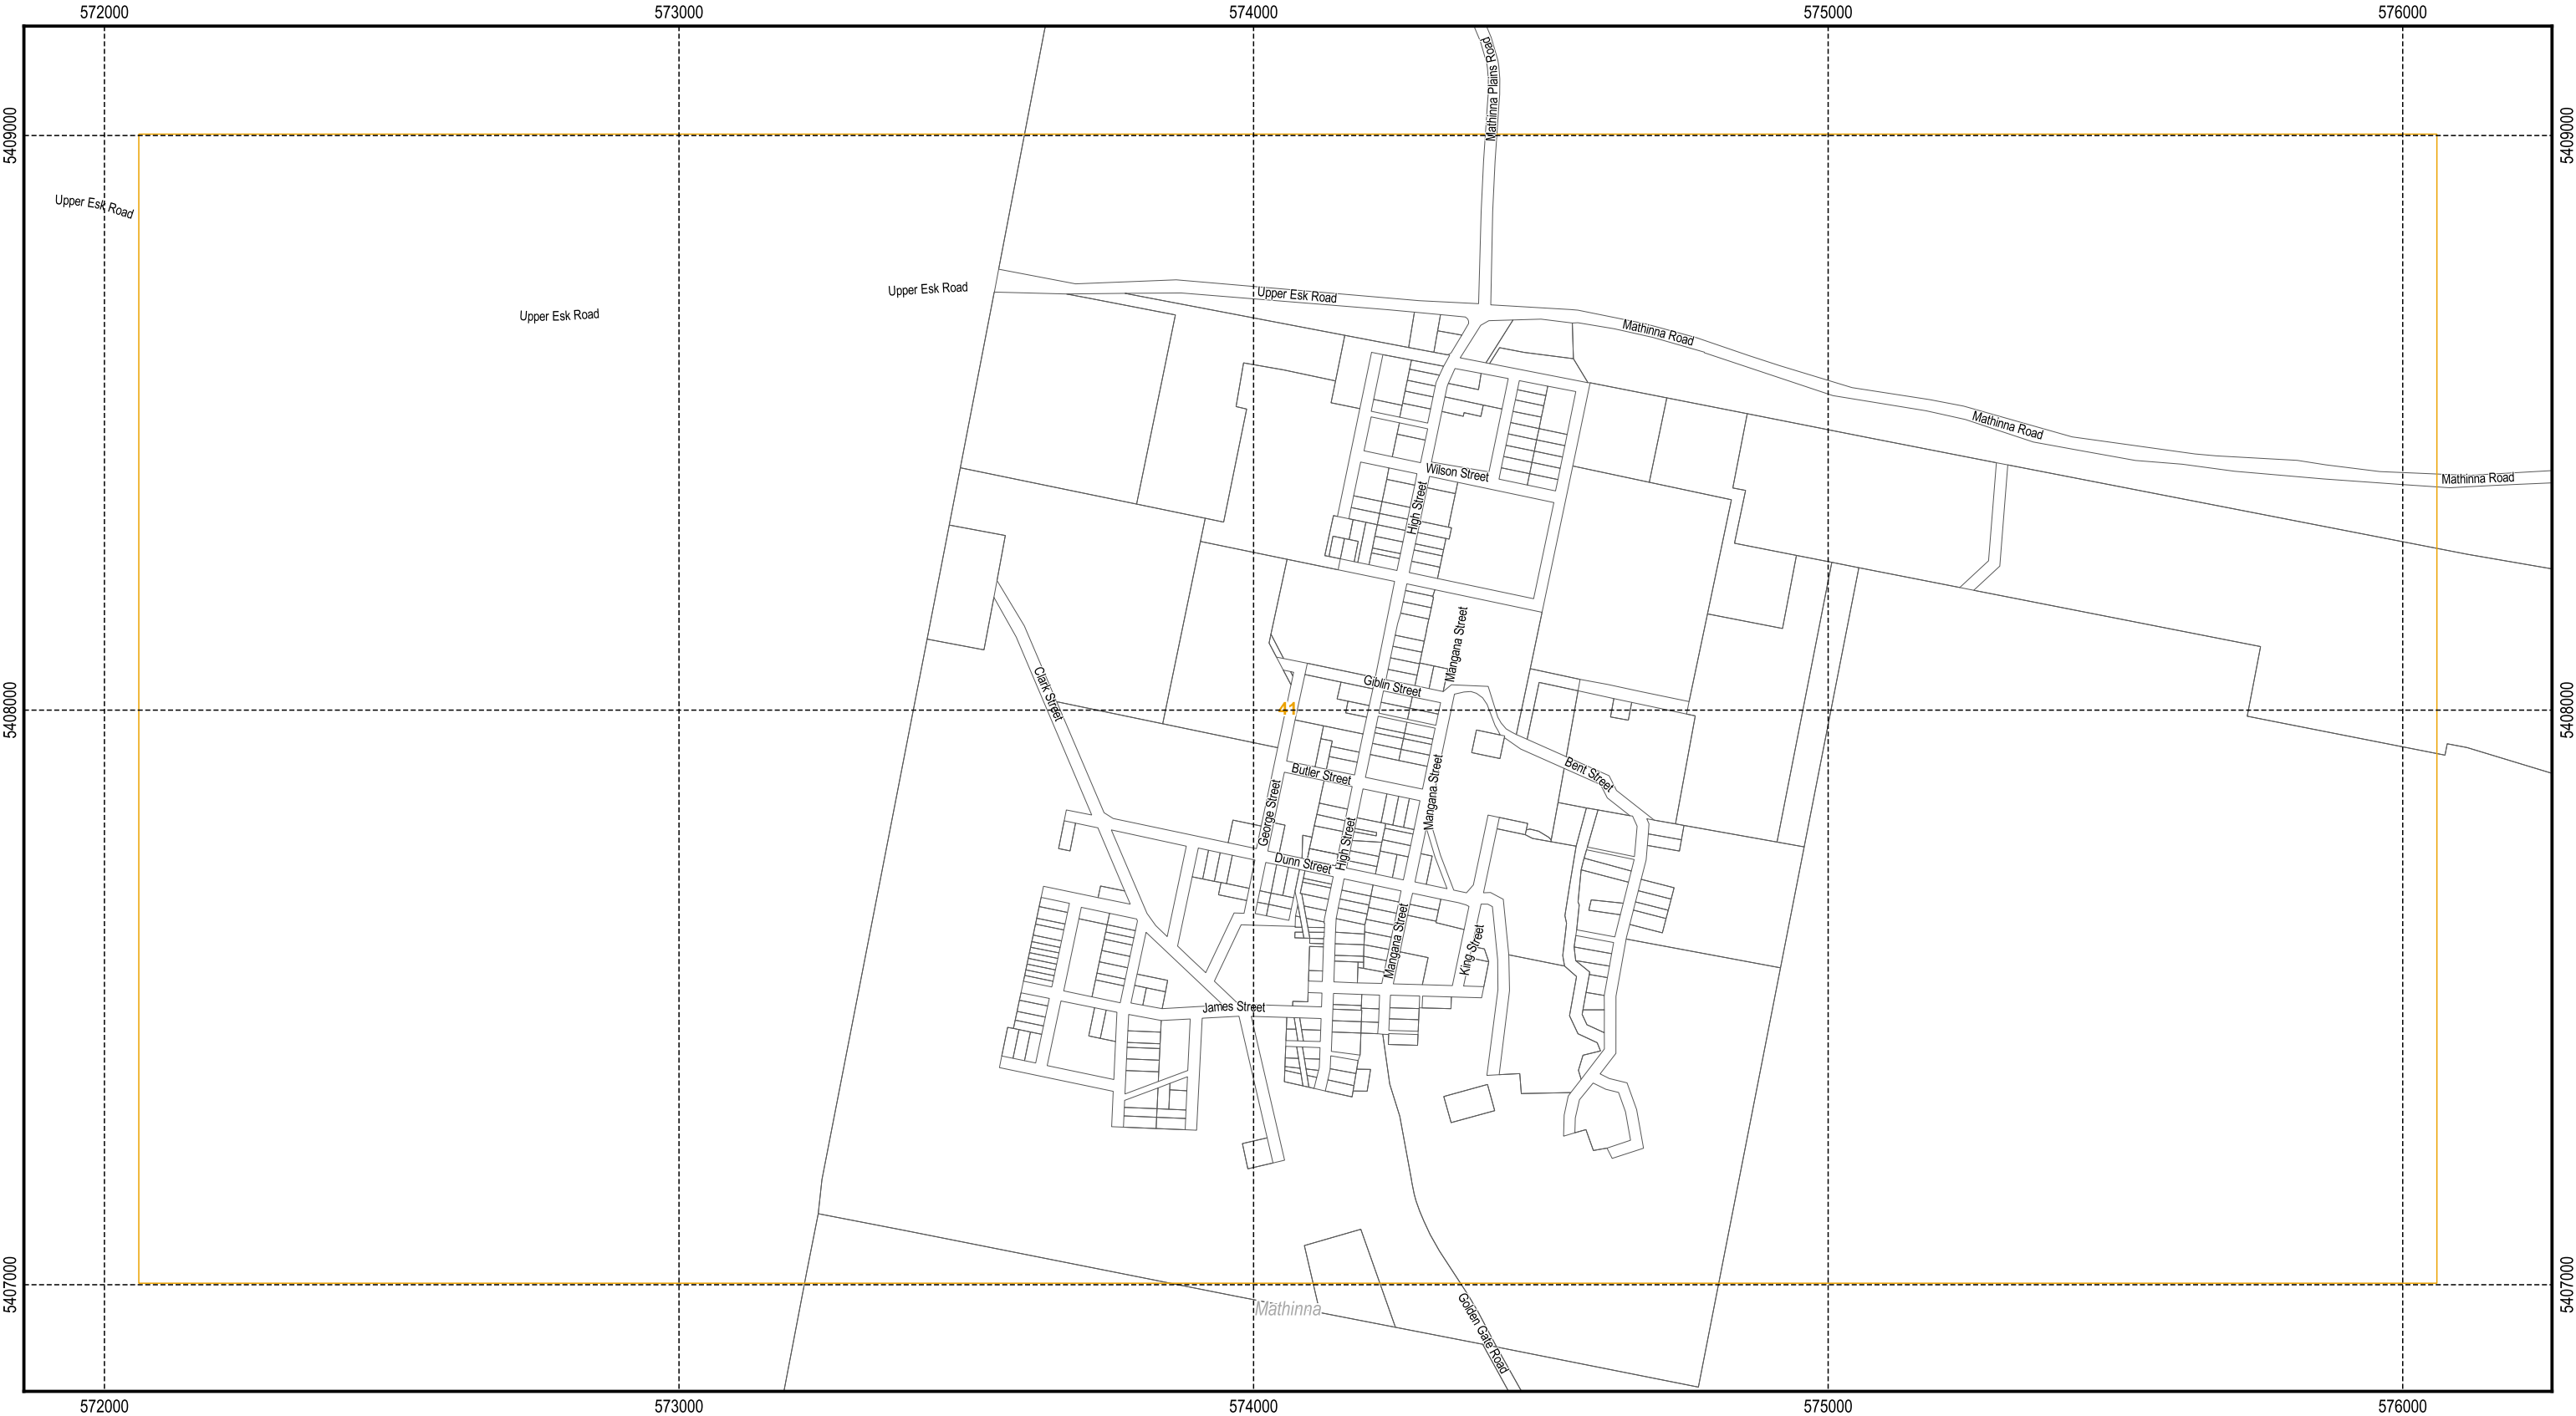 572000
573000
574000
575000
576000
Mathinna Plains Road
5409000
5409000
Upper Esk Road
Upper Esk Road
Upper Esk Road
Upper Esk Road
Mathinna Road
Mathinna Road
Mathinna Road
Wilson Street
High Street
Mangana Street
Giblin Street
Clark Street
5408000
41
5408000
Butler Street
Bent Street
George Street
Mangana Street
High Street
Dunn Street
Mangana Street
King Street
James Street
5407000
5407000
Mathinna
Golden Gate Road
572000
573000
574000
575000
576000